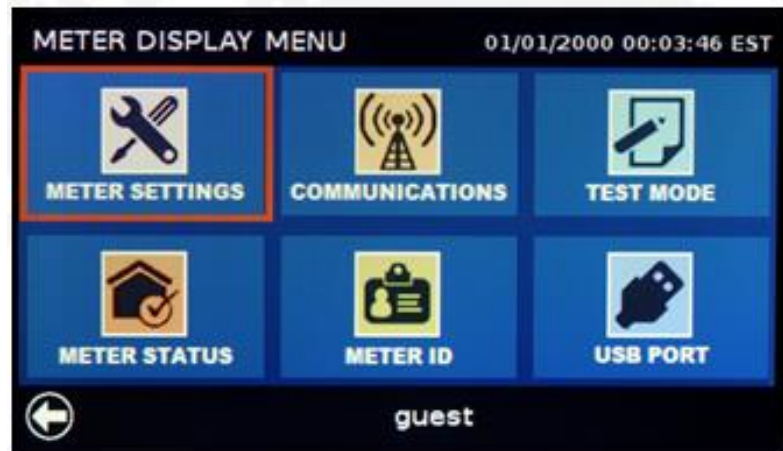 METER DISPLAY MENU 01/01/2000 00:03:46 EST
METER SETTINGS COMMUNICATIONS TEST MODE
METER STATUS METER ID USB PORT
guest